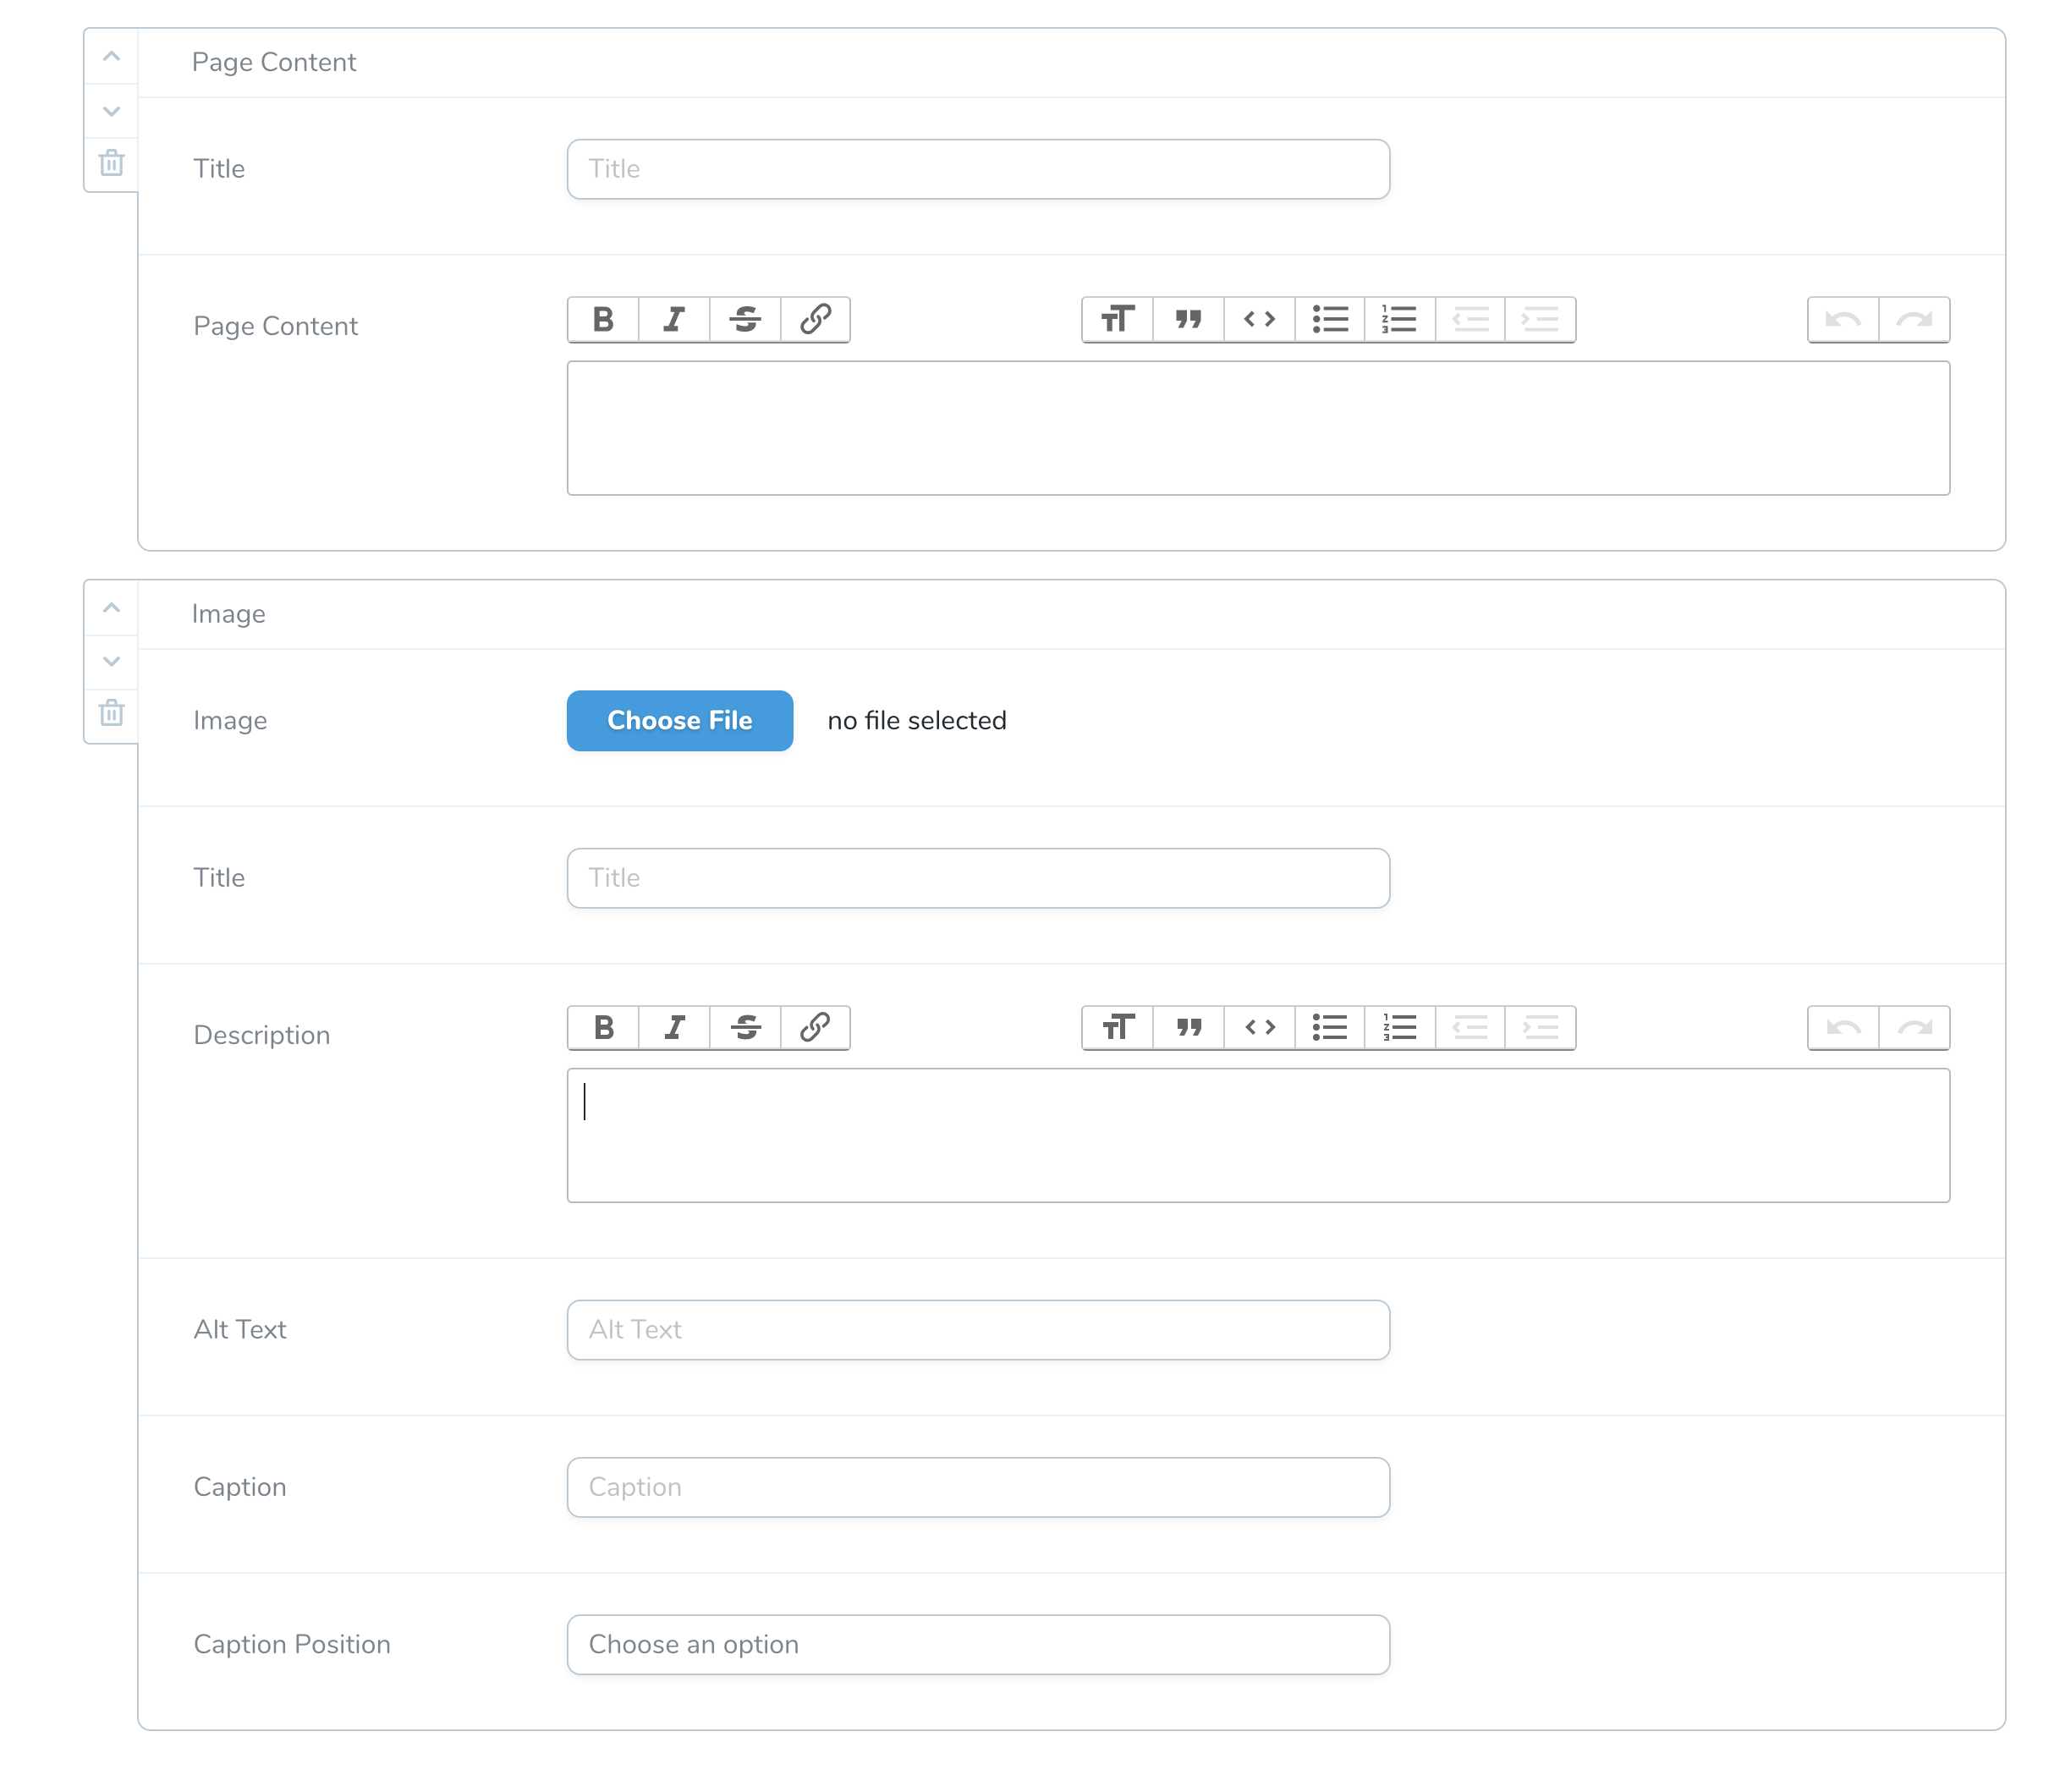 Page Content
Title
Title
Page Content
Image
Image
Choose File no file selected
Title
Title
Description
Alt Text
Alt Text
Caption
Caption
Caption Position
Choose an option